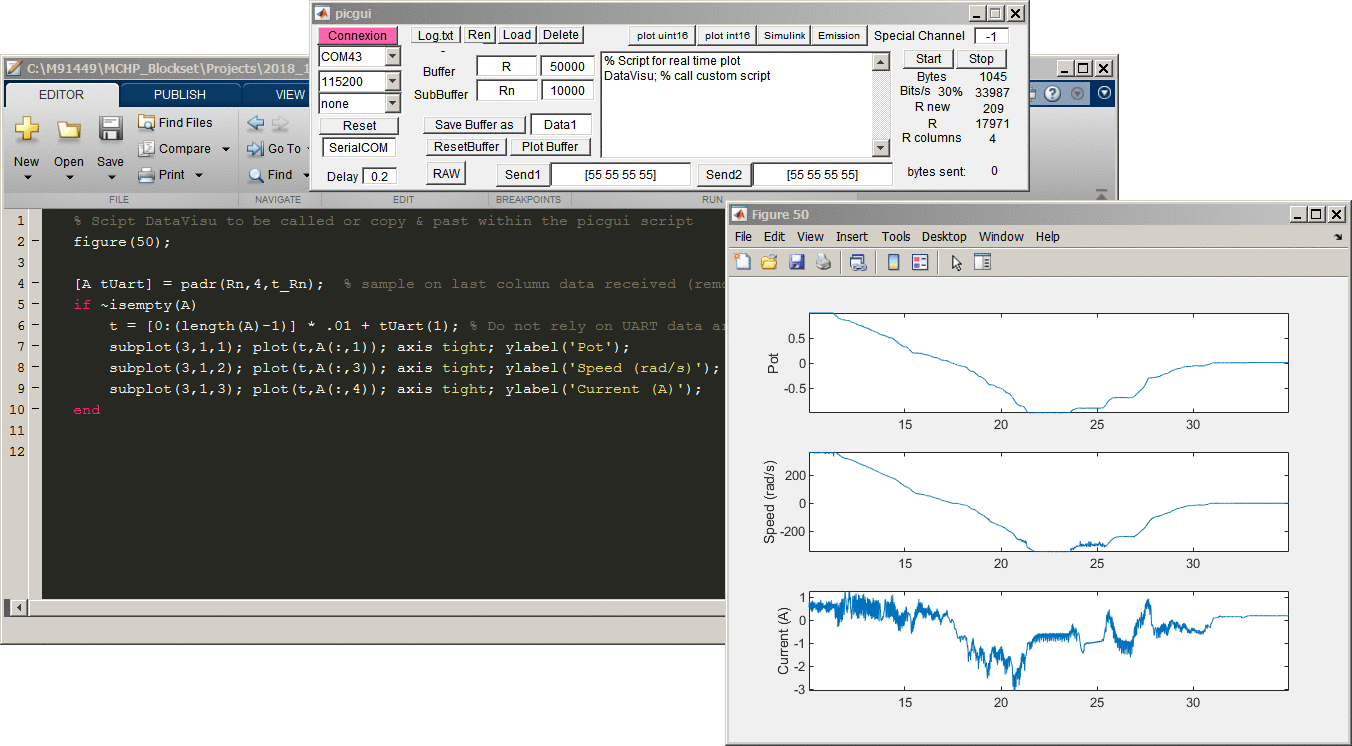 picgui
Connexion
COM43
115200
none
Reset
SerialCOM
Delay 0.2
Log.txt Ren Load Delete
-
Buffer R 50000
SubBuffer Rn 10000
Save Buffer as Data1
ResetBuffer Plot Buffer
RAW
plot uint16 plot int16 Simulink Emission Special Channel -1
% Script for real time plot
DataVisu; % call custom script
Start Stop
Bytes 1045
Bits/s 30% 33987
R new 209
R 17971
R columns 4
Send1 [55 55 55 55] Send2 [55 55 55 55]
bytes sent: 0
C:\M91449\MCHP_Blockset\Projects\2018_1
EDITOR PUBLISH VIEW
New Open Save
Find Files
Compare
Print
Go To
Find
FILE NAVIGATE EDIT BREAKPOINTS RUN
1 % Scipt DataVisu to be called or copy & past within the picgui script
2 figure(50);
3
4 [A tUart] = padr(Rn,4,t_Rn); % sample on last column data received (remo
5 if ~isempty(A)
6 t = [0:(length(A)-1)] * .01 + tUart(1); % Do not rely on UART data ar
7 subplot(3,1,1); plot(t,A(:,1)); axis tight; ylabel('Pot');
8 subplot(3,1,2); plot(t,A(:,3)); axis tight; ylabel('Speed (rad/s)');
9 subplot(3,1,3); plot(t,A(:,4)); axis tight; ylabel('Current (A)');
10 end
11
12
Figure 50
File Edit View Insert Tools Desktop Window Help
Pot
0.5
0
-0.5
15 20 25 30
Speed (rad/s)
200
0
-200
15 20 25 30
Current (A)
1
0
-1
-2
-3
15 20 25 30